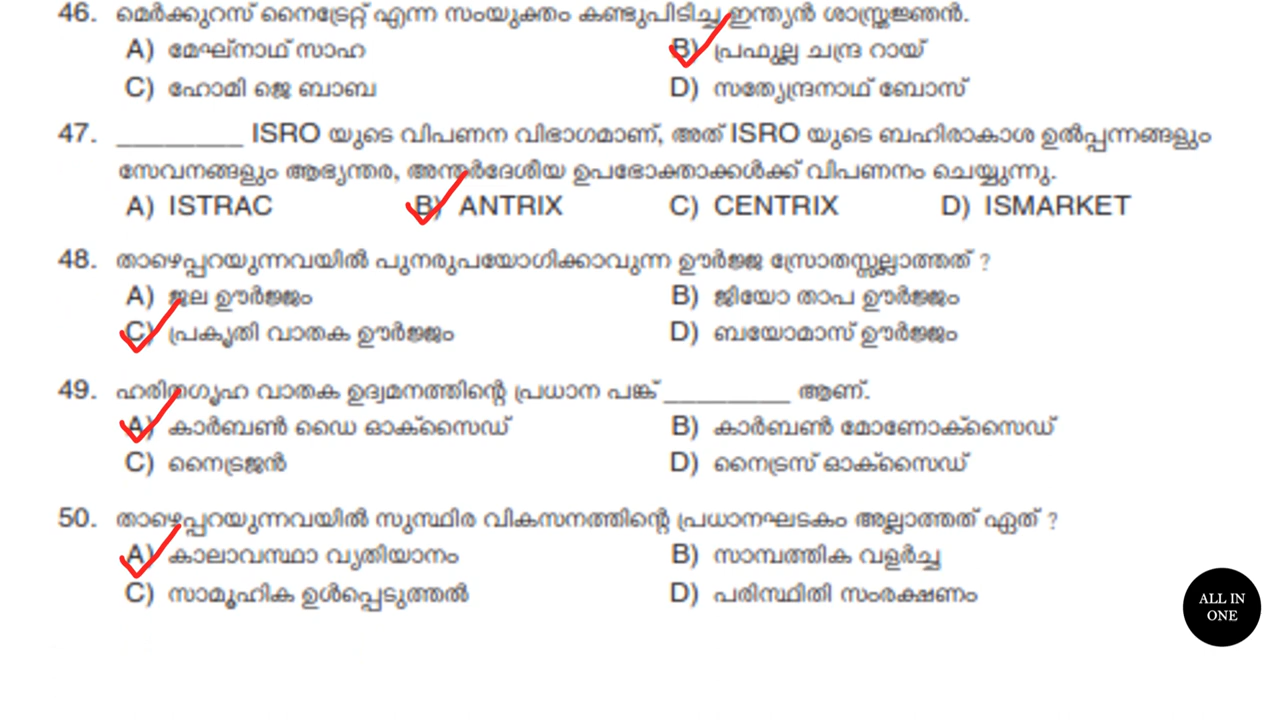 46. മെർക്കുറസ് നൈട്രേറ്റ് എന്ന സംയുക്തം കണ്ടുപിടിച്ച ഇന്ത്യൻ ശാസ്ത്രജ്ഞൻ.
A) മേഘ്നാഥ് സാഹ B) പ്രഫുല്ല ചന്ദ്ര റായ്
C) ഹോമി ജെ ബാബ D) സത്യേന്ദ്രനാഥ് ബോസ്
47. ________ ISRO യുടെ വിപണന വിഭാഗമാണ്, അത് ISRO യുടെ ബഹിരാകാശ ഉൽപ്പന്നങ്ങളും
സേവനങ്ങളും ആഭ്യന്തര, അന്തർദേശീയ ഉപഭോക്താക്കൾക്ക് വിപണനം ചെയ്യുന്നു.
A) ISTRAC B) ANTRIX C) CENTRIX D) ISMARKET
48. താഴെപ്പറയുന്നവയിൽ പുനരുപയോഗിക്കാവുന്ന ഊർജ്ജ സ്രോതസ്സല്ലാത്തത് ?
A) ജല ഊർജ്ജം B) ജിയോ താപ ഊർജ്ജം
C) പ്രകൃതി വാതക ഊർജ്ജം D) ബയോമാസ് ഊർജ്ജം
49. ഹരിതഗൃഹ വാതക ഉദ്വമനത്തിന്റെ പ്രധാന പങ്ക് ________ ആണ്.
A) കാർബൺ ഡൈ ഓക്സൈഡ് B) കാർബൺ മോണോക്സൈഡ്
C) നൈട്രജൻ D) നൈട്രസ് ഓക്സൈഡ്
50. താഴെപ്പറയുന്നവയിൽ സുസ്ഥിര വികസനത്തിന്റെ പ്രധാനഘടകം അല്ലാത്തത് ഏത് ?
A) കാലാവസ്ഥാ വ്യതിയാനം B) സാമ്പത്തിക വളർച്ച
C) സാമൂഹിക ഉൾപ്പെടുത്തൽ D) പരിസ്ഥിതി സംരക്ഷണം
ALL IN
ONE